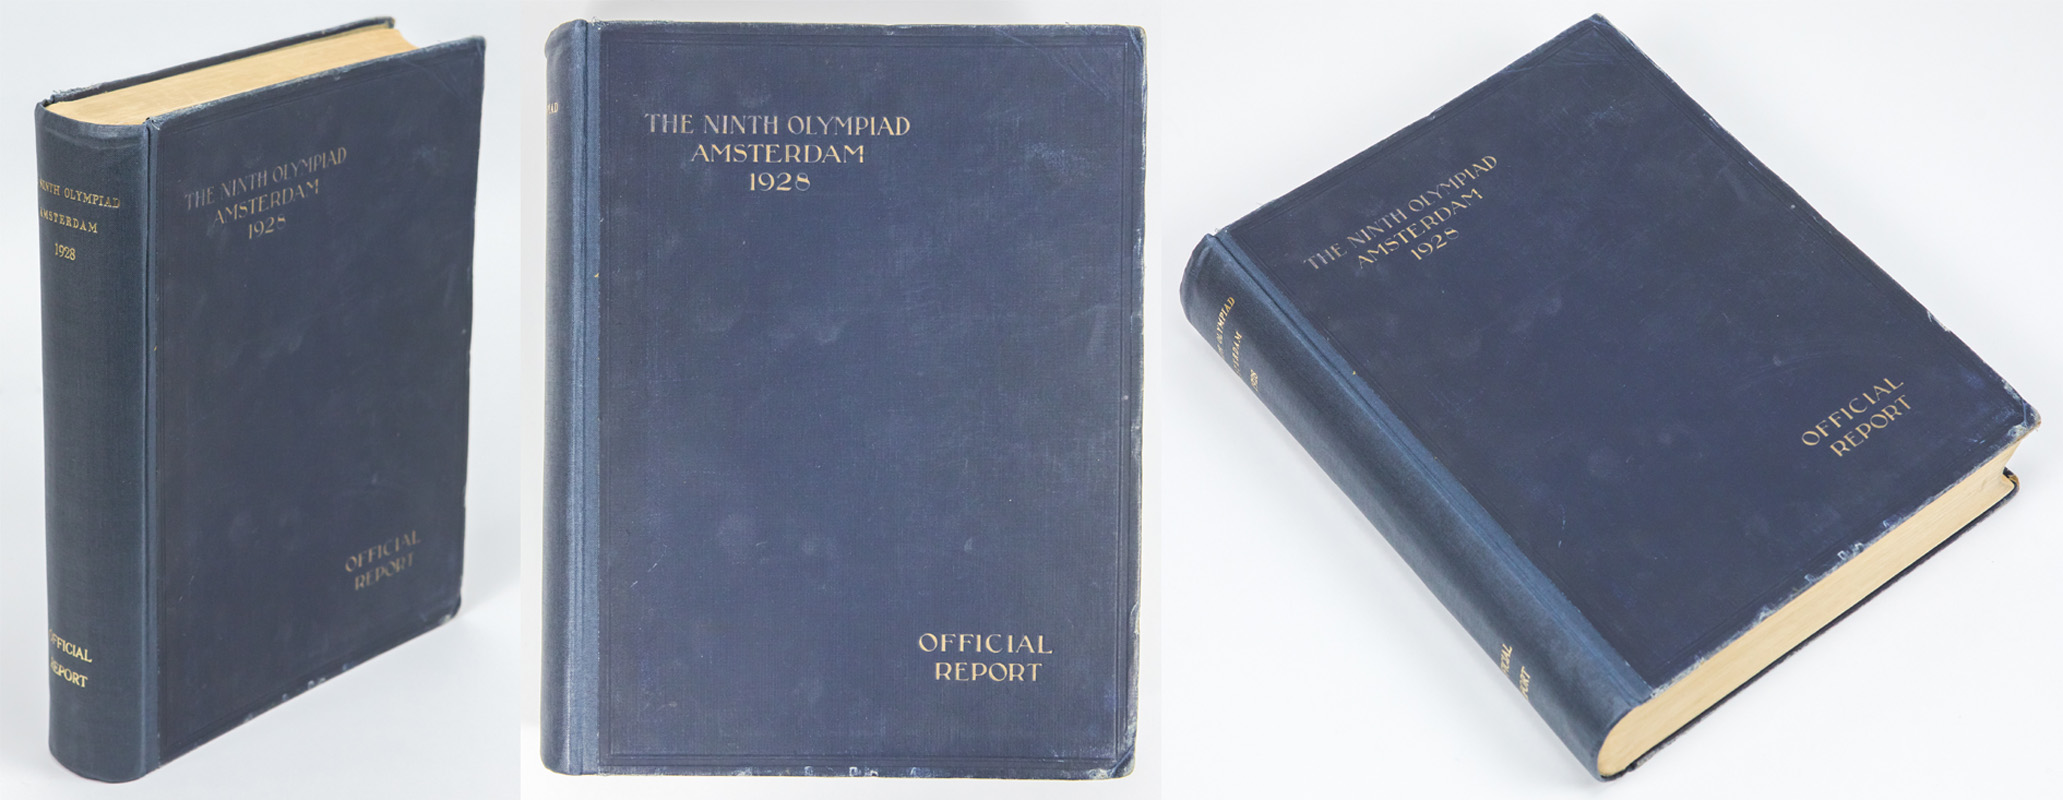 NINTH OLYMPIAD
AMSTERDAM
1928
OFFICIAL
REPORT
THE NINTH OLYMPIAD
AMSTERDAM
1928
OFFICIAL
REPORT
THE NINTH OLYMPIAD
AMSTERDAM
1928
OFFICIAL
REPORT
THE NINTH OLYMPIAD
AMSTERDAM
1928
OFFICIAL
REPORT